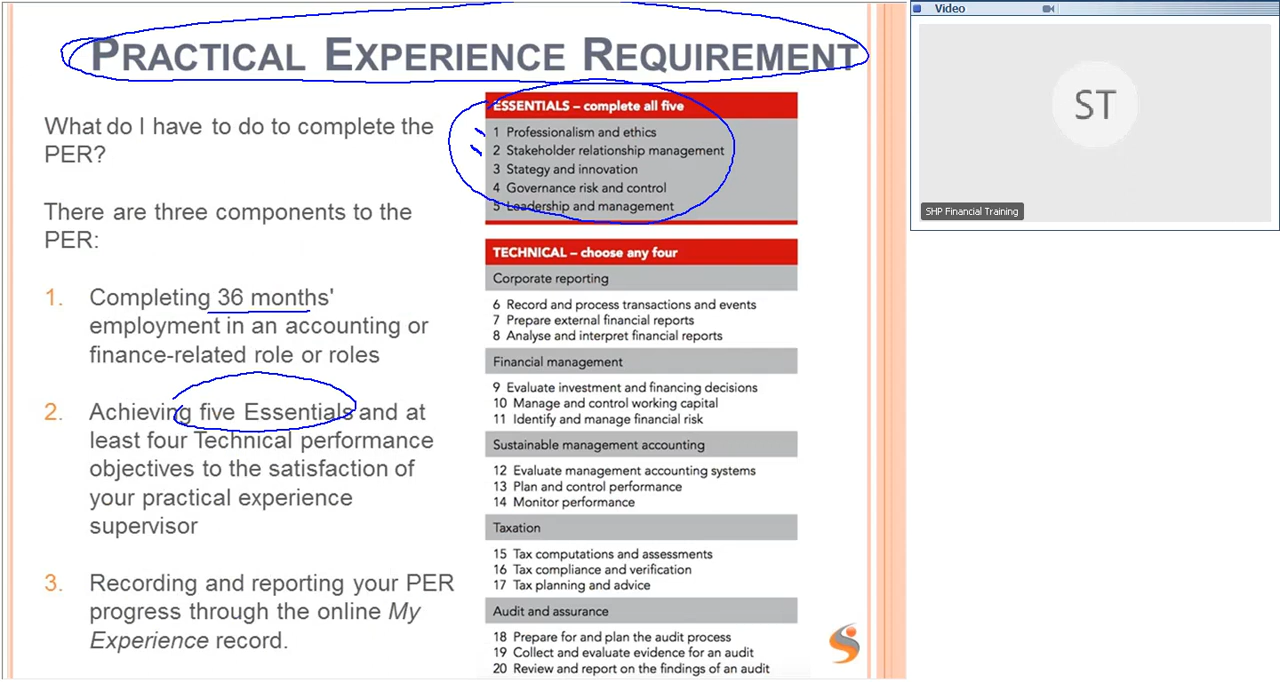 PRACTICAL EXPERIENCE REQUIREMENT
What do I have to do to complete the
PER?
There are three components to the
PER:
1. Completing 36 months'
employment in an accounting or
finance-related role or roles
2. Achieving five Essentials and at
least four Technical performance
objectives to the satisfaction of
your practical experience
supervisor
3. Recording and reporting your PER
progress through the online My
Experience record.
ESSENTIALS – complete all five
1 Professionalism and ethics
2 Stakeholder relationship management
3 Stategy and innovation
4 Governance risk and control
5 Leadership and management
TECHNICAL – choose any four
Corporate reporting
6 Record and process transactions and events
7 Prepare external financial reports
8 Analyse and interpret financial reports
Financial management
9 Evaluate investment and financing decisions
10 Manage and control working capital
11 Identify and manage financial risk
Sustainable management accounting
12 Evaluate management accounting systems
13 Plan and control performance
14 Monitor performance
Taxation
15 Tax computations and assessments
16 Tax compliance and verification
17 Tax planning and advice
Audit and assurance
18 Prepare for and plan the audit process
19 Collect and evaluate evidence for an audit
20 Review and report on the findings of an audit
Video
ST
SHP Financial Training